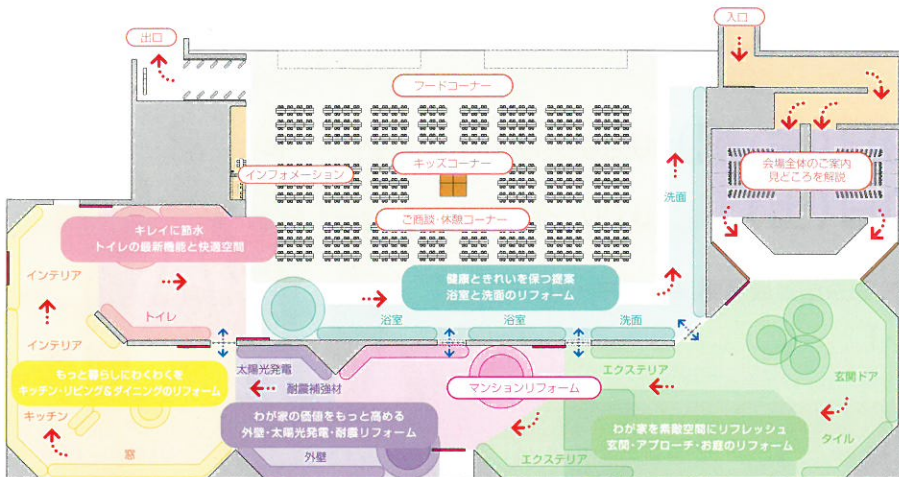 出口
入口
フードコーナー
キッズコーナー
インフォメーション
ご商談・休憩コーナー
会場全体のご案内
見どころを解説
洗面
キレイに節水
トイレの最新機能と快適空間
健康ときれいを保つ提案
浴室と洗面のリフォーム
インテリア
トイレ
浴室
浴室
洗面
インテリア
もっと暮らしにわくわくを
キッチン・リビング&ダイニングのリフォーム
太陽光発電
耐震補強材
マンションリフォーム
エクステリア
玄関ドア
キッチン
わが家の価値をもっと高める
外壁・太陽光発電・耐震リフォーム
わが家を素敵空間にリフレッシュ
玄関・アプローチ・お庭のリフォーム
タイル
窓
外壁
エクステリア